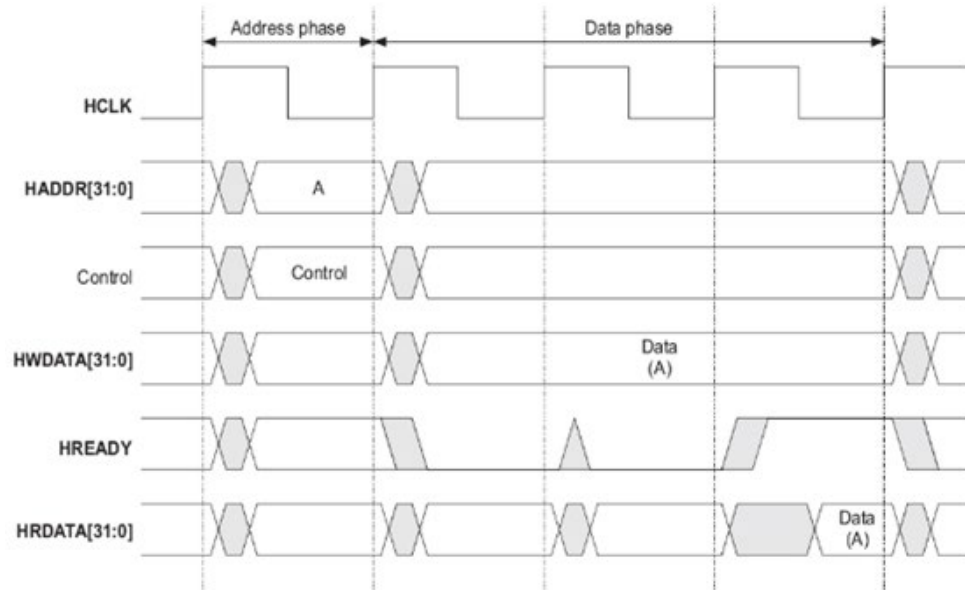 Address phase
Data phase
HCLK
HADDR[31:0]
A
Control
Control
HWDATA[31:0]
Data
(A)
HREADY
HRDATA[31:0]
Data
(A)